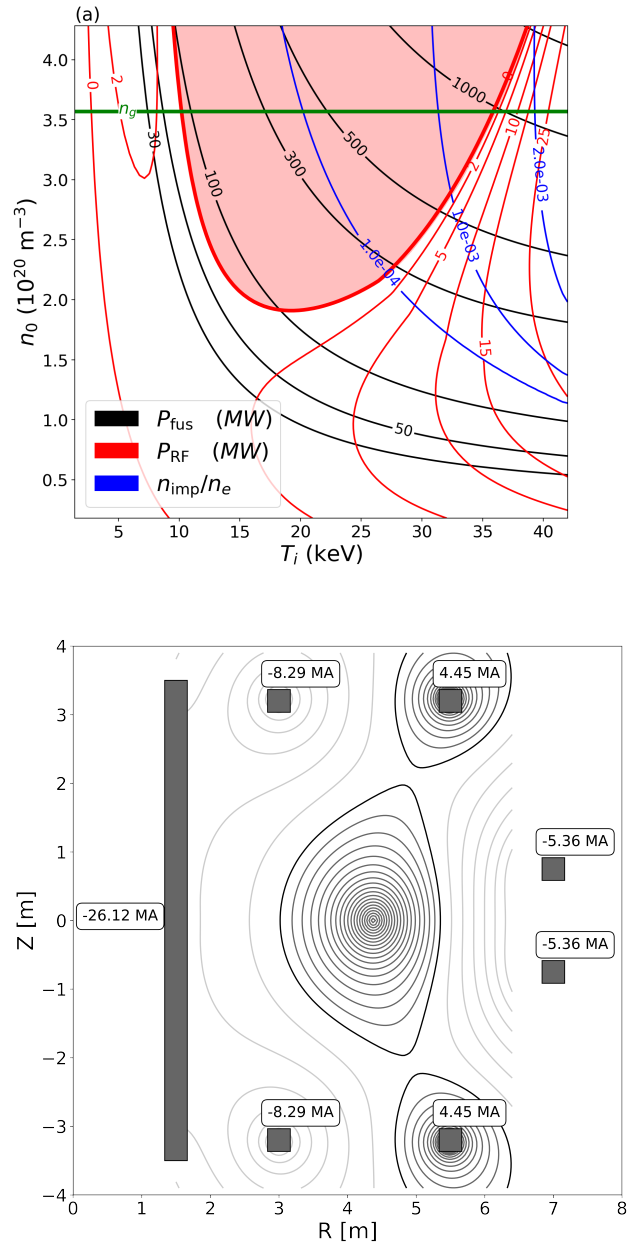 (a)
0
2
n_g
30
100
300
500
1000
0
2
5
10
15
25
50
1.0e-04
1.0e-03
2.0e-03
4.0
3.5
3.0
2.5
2.0
1.5
1.0
0.5
n₀ (10²⁰ m⁻³)
P_fus (MW)
P_RF (MW)
n_imp/n_e
5 10 15 20 25 30 35 40
T_i (keV)
4
3
2
1
0
−1
−2
−3
−4
Z [m]
-8.29 MA 4.45 MA
-5.36 MA
-26.12 MA
-5.36 MA
-8.29 MA 4.45 MA
0 1 2 3 4 5 6 7 8
R [m]